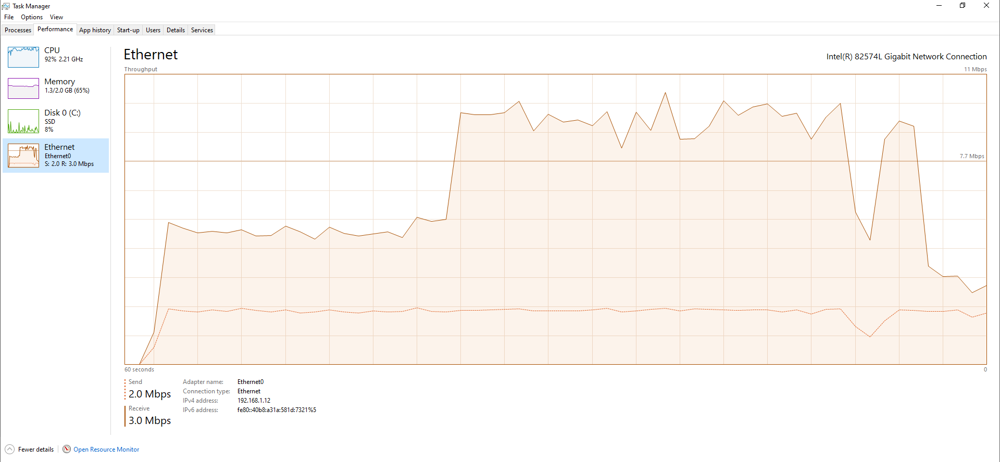 Task Manager
File Options View
Processes Performance App history Start-up Users Details Services
CPU
92% 2.21 GHz
Memory
1.3/2.0 GB (65%)
Disk 0 (C:)
SSD
8%
Ethernet
Ethernet0
S: 2.0 R: 3.0 Mbps
Ethernet
Intel(R) 82574L Gigabit Network Connection
Throughput
11 Mbps
7.7 Mbps
60 seconds
0
Send
2.0 Mbps
Receive
3.0 Mbps
Adapter name: Ethernet0
Connection type: Ethernet
IPv4 address: 192.168.1.12
IPv6 address: fe80::40b8:a31a:581d:7321%5
Fewer details
Open Resource Monitor